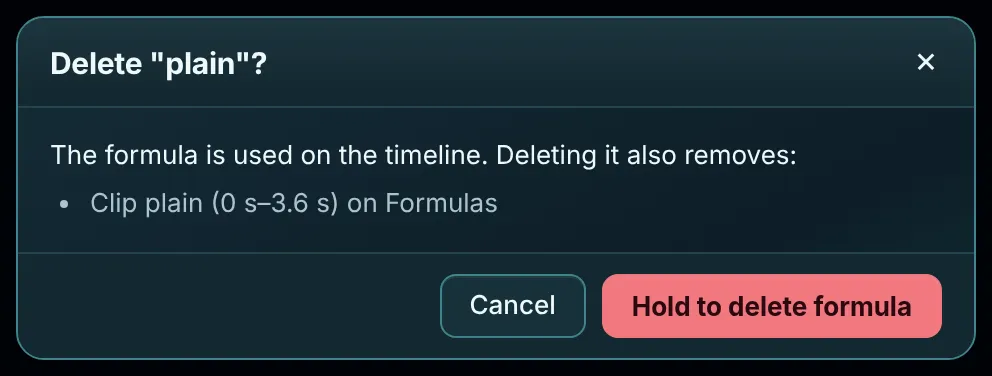 Delete "plain"?
The formula is used on the timeline. Deleting it also removes:
• Clip plain (0 s–3.6 s) on Formulas
Cancel
Hold to delete formula